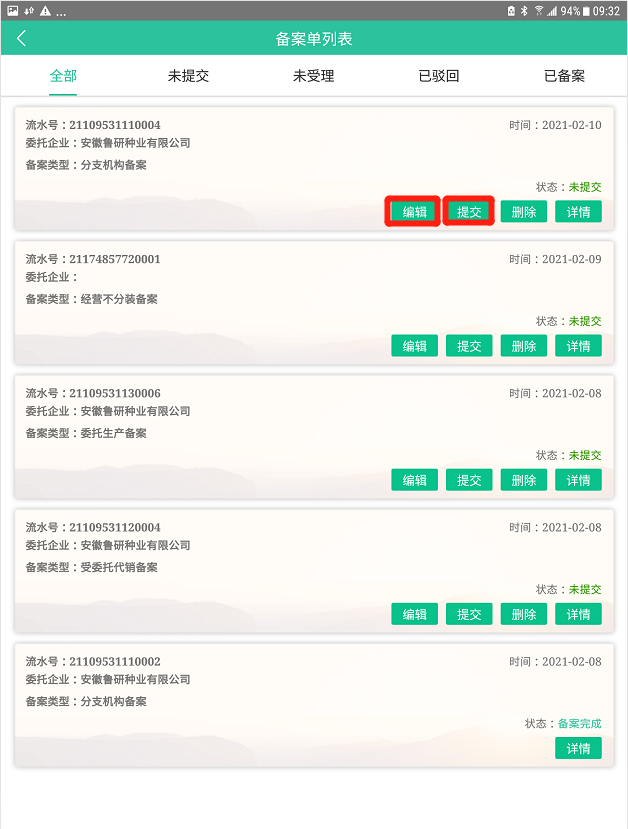 ... 94% 09:32
备案单列表
全部 未提交 未受理 已驳回 已备案
流水号：21109531110004 时间：2021-02-10
委托企业：安徽鲁研种业有限公司
备案类型：分支机构备案
状态：未提交
编辑 提交 删除 详情
流水号：21174857720001 时间：2021-02-09
委托企业：
备案类型：经营不分装备案
状态：未提交
编辑 提交 删除 详情
流水号：21109531130006 时间：2021-02-08
委托企业：安徽鲁研种业有限公司
备案类型：委托生产备案
状态：未提交
编辑 提交 删除 详情
流水号：21109531120004 时间：2021-02-08
委托企业：安徽鲁研种业有限公司
备案类型：受委托代销备案
状态：未提交
编辑 提交 删除 详情
流水号：21109531110002 时间：2021-02-08
委托企业：安徽鲁研种业有限公司
备案类型：分支机构备案
状态：备案完成
详情